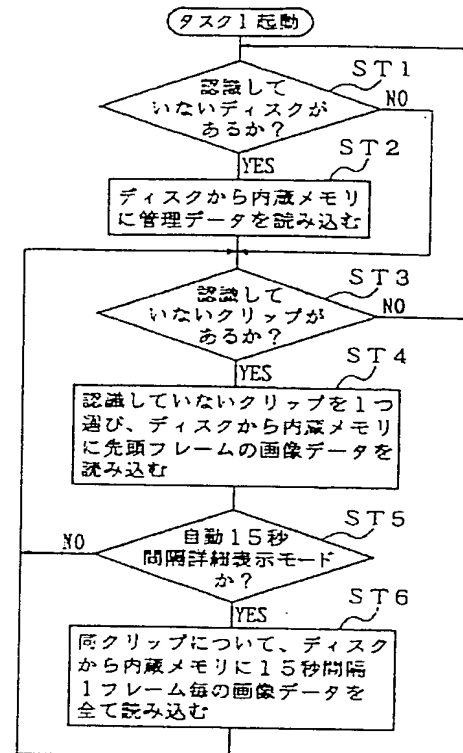 タスク1起動
ST1
認識して
いないディスクが
あるか？
NO
YES
ST2
ディスクから内蔵メモリ
に管理データを読み込む
ST3
認識して
いないクリップが
あるか？
NO
YES
ST4
認識していないクリップを1つ
選び、ディスクから内蔵メモリ
に先頭フレームの画像データを
読み込む
ST5
自動15秒
間隔詳細表示モード
か？
NO
YES
ST6
同クリップについて、ディスク
から内蔵メモリに15秒間隔
1フレーム毎の画像データを
全て読み込む